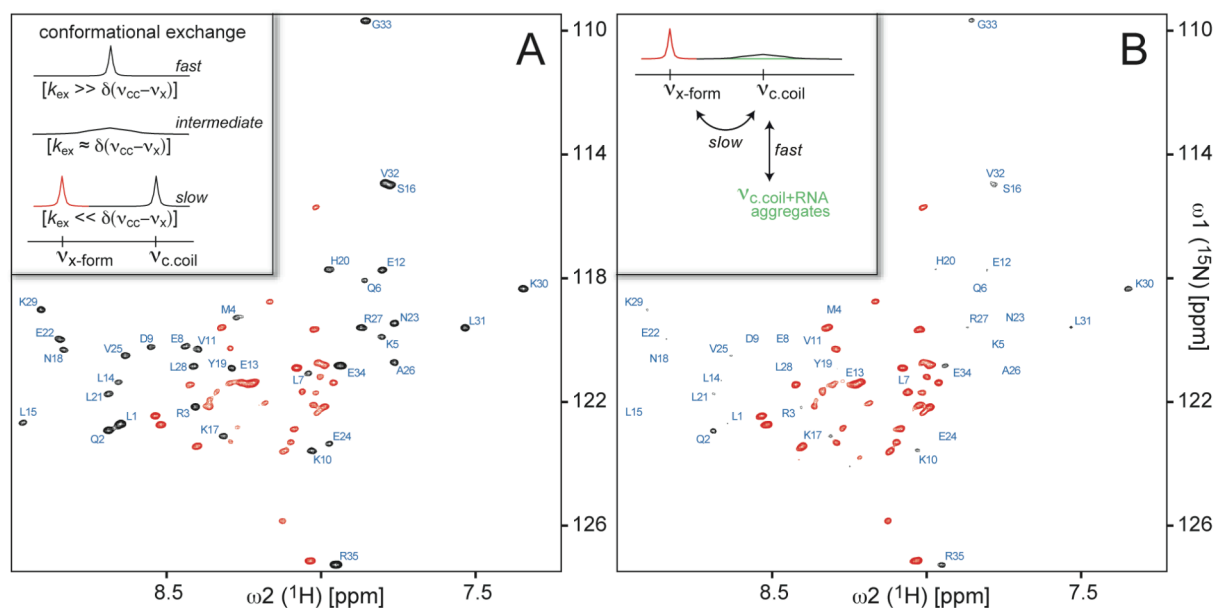 conformational exchange
fast
[kex >> δ(νcc−νx)]
intermediate
[kex ≈ δ(νcc−νx)]
slow
[kex << δ(νcc−νx)]
νx-form νc.coil
A
G33
V32
S16
H20 E12
Q6
K30
K29
M4
R27 N23
L31
E22
D9 E8 V11
K5
N18
V25
L28 Y19 E13
A26
L14
L7
E34
L21
L15
L1
R3
Q2
K17
E24
K10
R35
8.5 8.0 7.5
ω2 (¹H) [ppm]
110
114
118
122
126
B
νx-form νc.coil
slow
fast
νc.coil+RNA
aggregates
G33
V32
S16
H20 E12
Q6
K30
K29
M4
R27 N23
L31
E22
D9 E8 V11
K5
N18
V25
L28 Y19 E13
A26
L14
L7
E34
L21
L15
L1
R3
Q2
K17
E24
K10
R35
8.5 8.0 7.5
ω2 (¹H) [ppm]
110
114
118
122
126
ω1 (¹⁵N) [ppm]